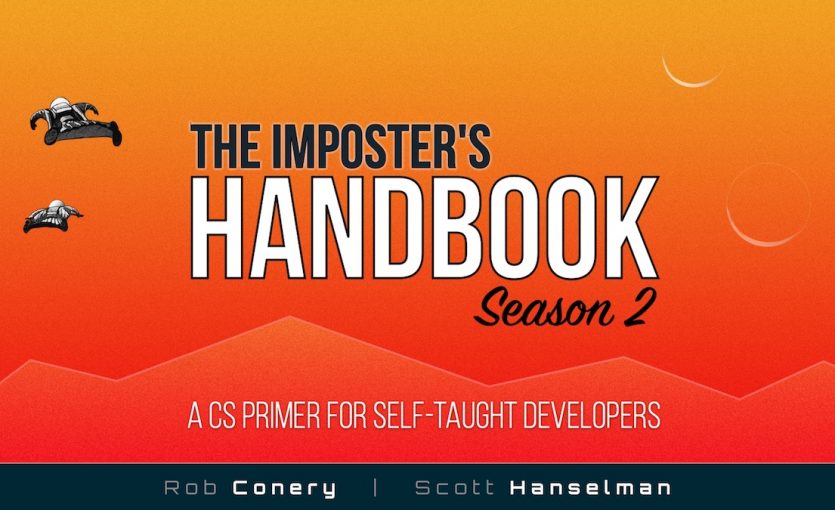 THE IMPOSTER'S
HANDBOOK
Season 2
A CS PRIMER FOR SELF-TAUGHT DEVELOPERS
Rob Conery | Scott Hanselman